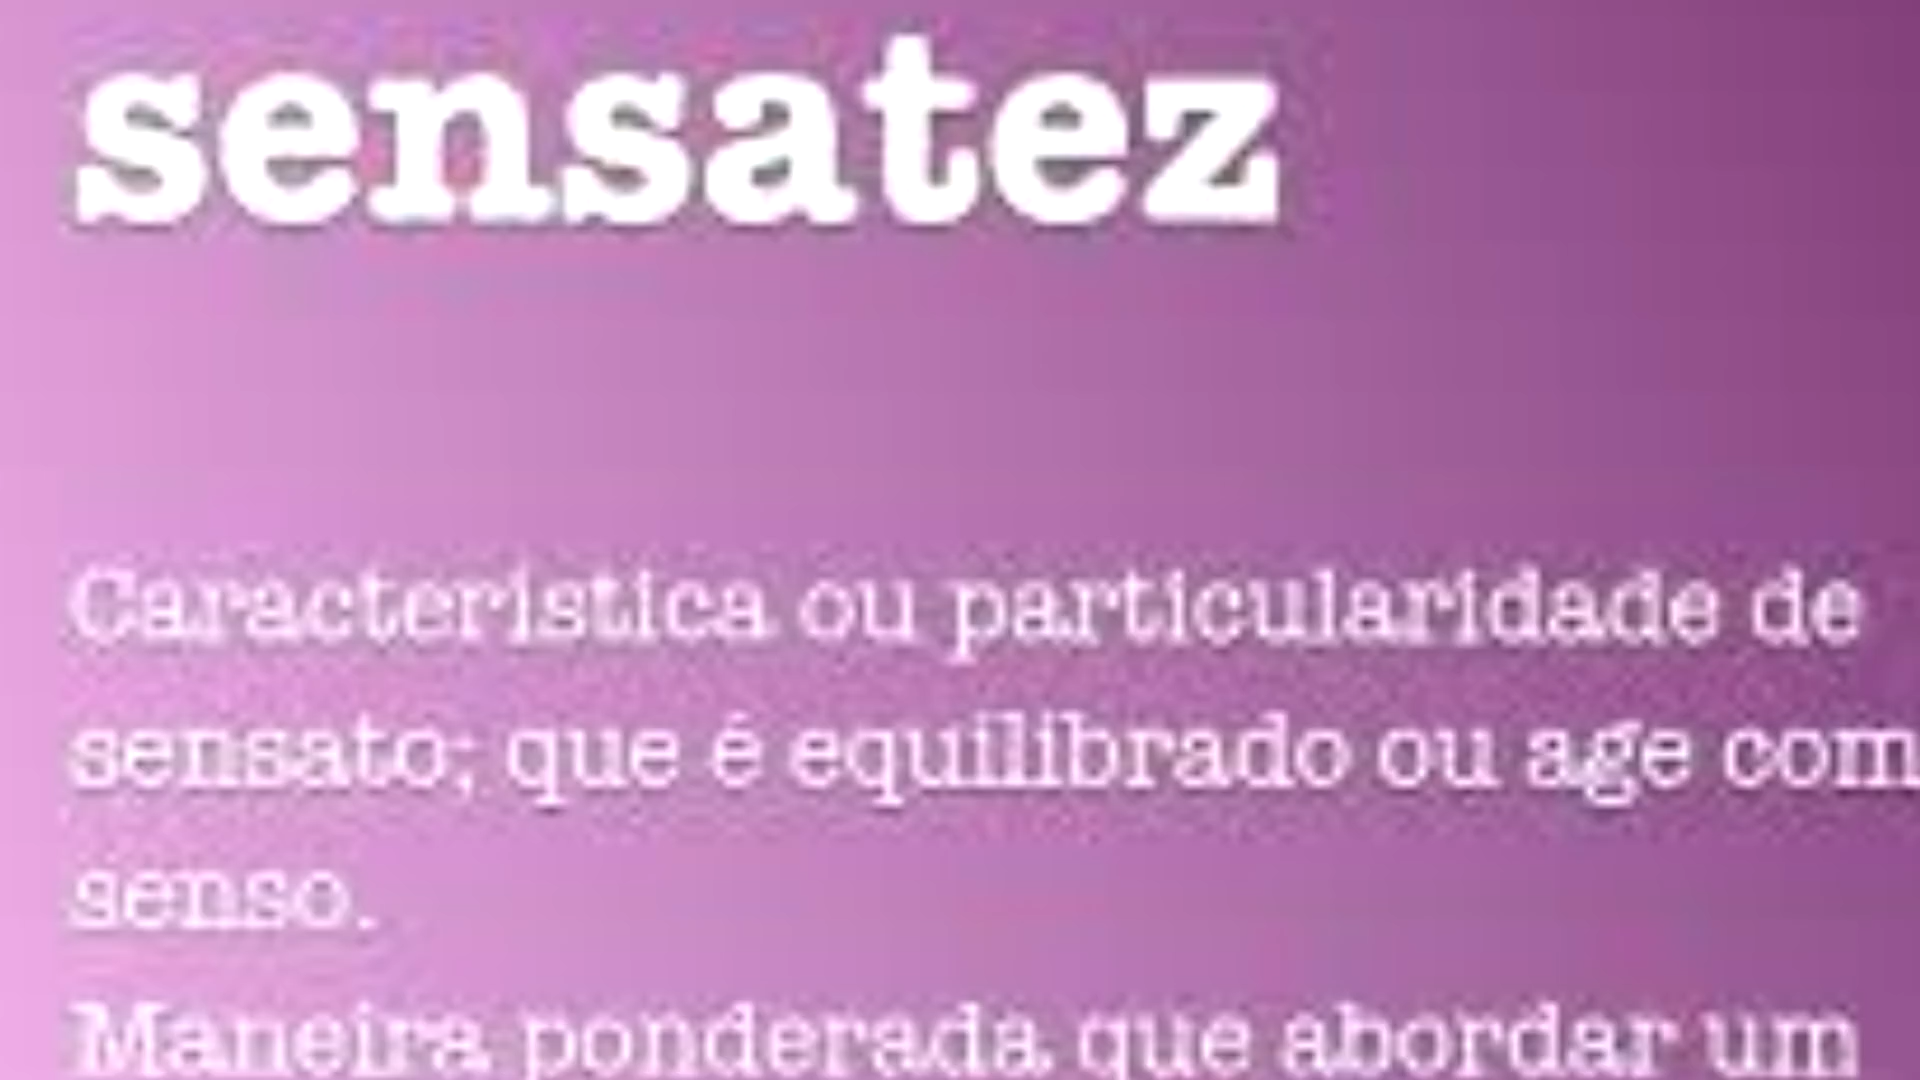 sensatez
Característica ou particularidade de
sensato; que é equilibrado ou age com
senso.
Maneira ponderada que abordar um